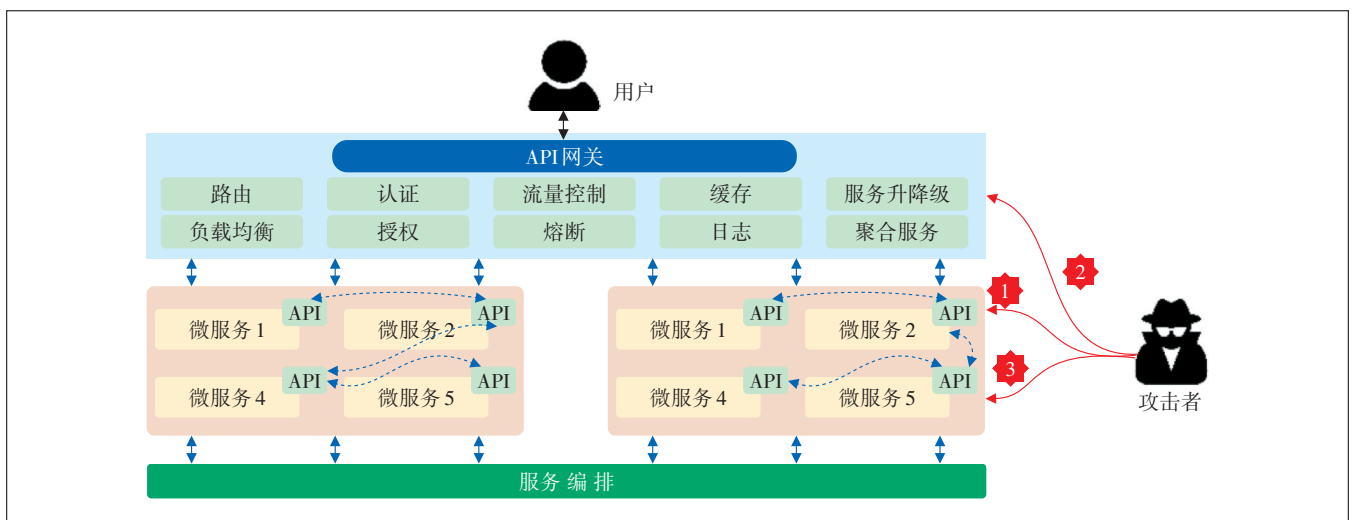 用户
API网关
路由 认证 流量控制 缓存 服务升降级
负载均衡 授权 熔断 日志 聚合服务
2
1
API API API API
微服务1 微服务2 微服务1 微服务2
3
API API API API
微服务4 微服务5 微服务4 微服务5
攻击者
服务编排